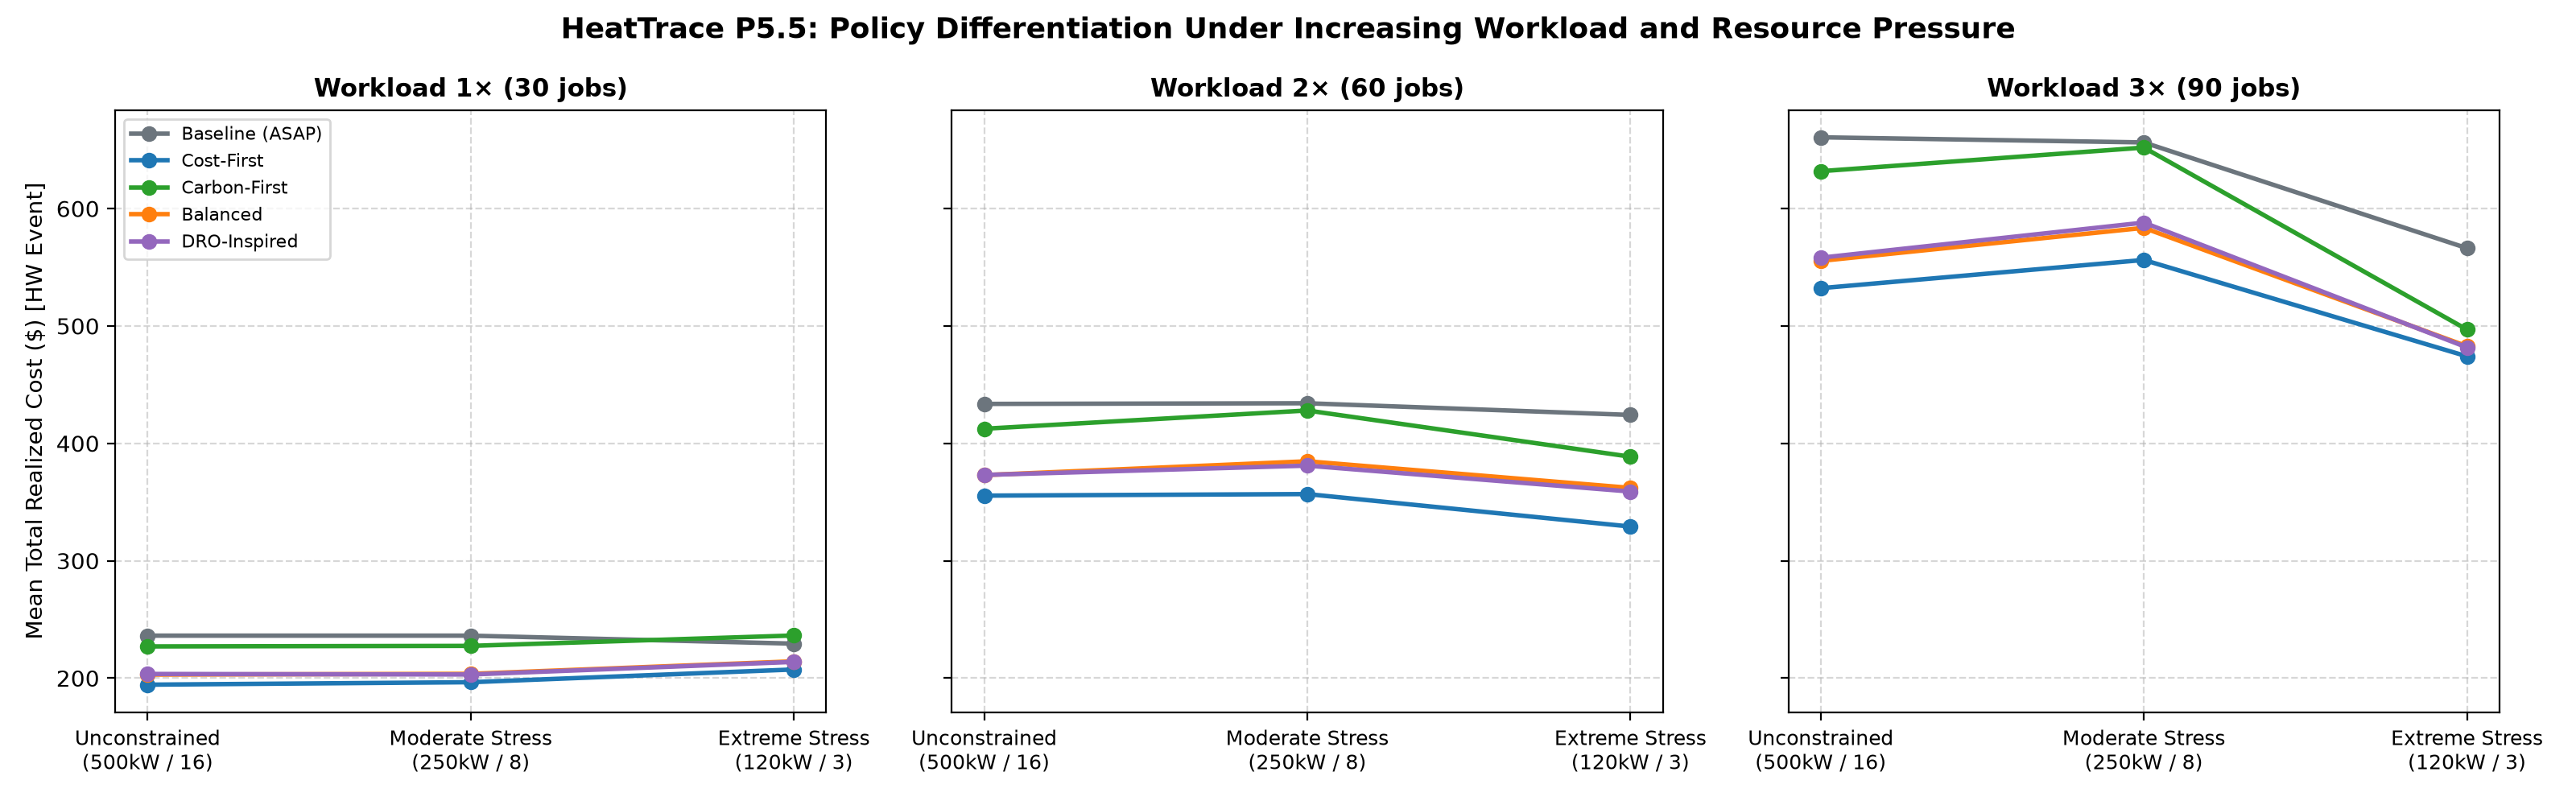 HeatTrace P5.5: Policy Differentiation Under Increasing Workload and Resource Pressure
Mean Total Realized Cost ($) [HW Event]
Workload 1× (30 jobs)
600
500
400
300
200
Baseline (ASAP)
Cost-First
Carbon-First
Balanced
DRO-Inspired
Unconstrained
(500kW / 16)
Moderate Stress
(250kW / 8)
Extreme Stress
(120kW / 3)
Workload 2× (60 jobs)
Unconstrained
(500kW / 16)
Moderate Stress
(250kW / 8)
Extreme Stress
(120kW / 3)
Workload 3× (90 jobs)
Unconstrained
(500kW / 16)
Moderate Stress
(250kW / 8)
Extreme Stress
(120kW / 3)